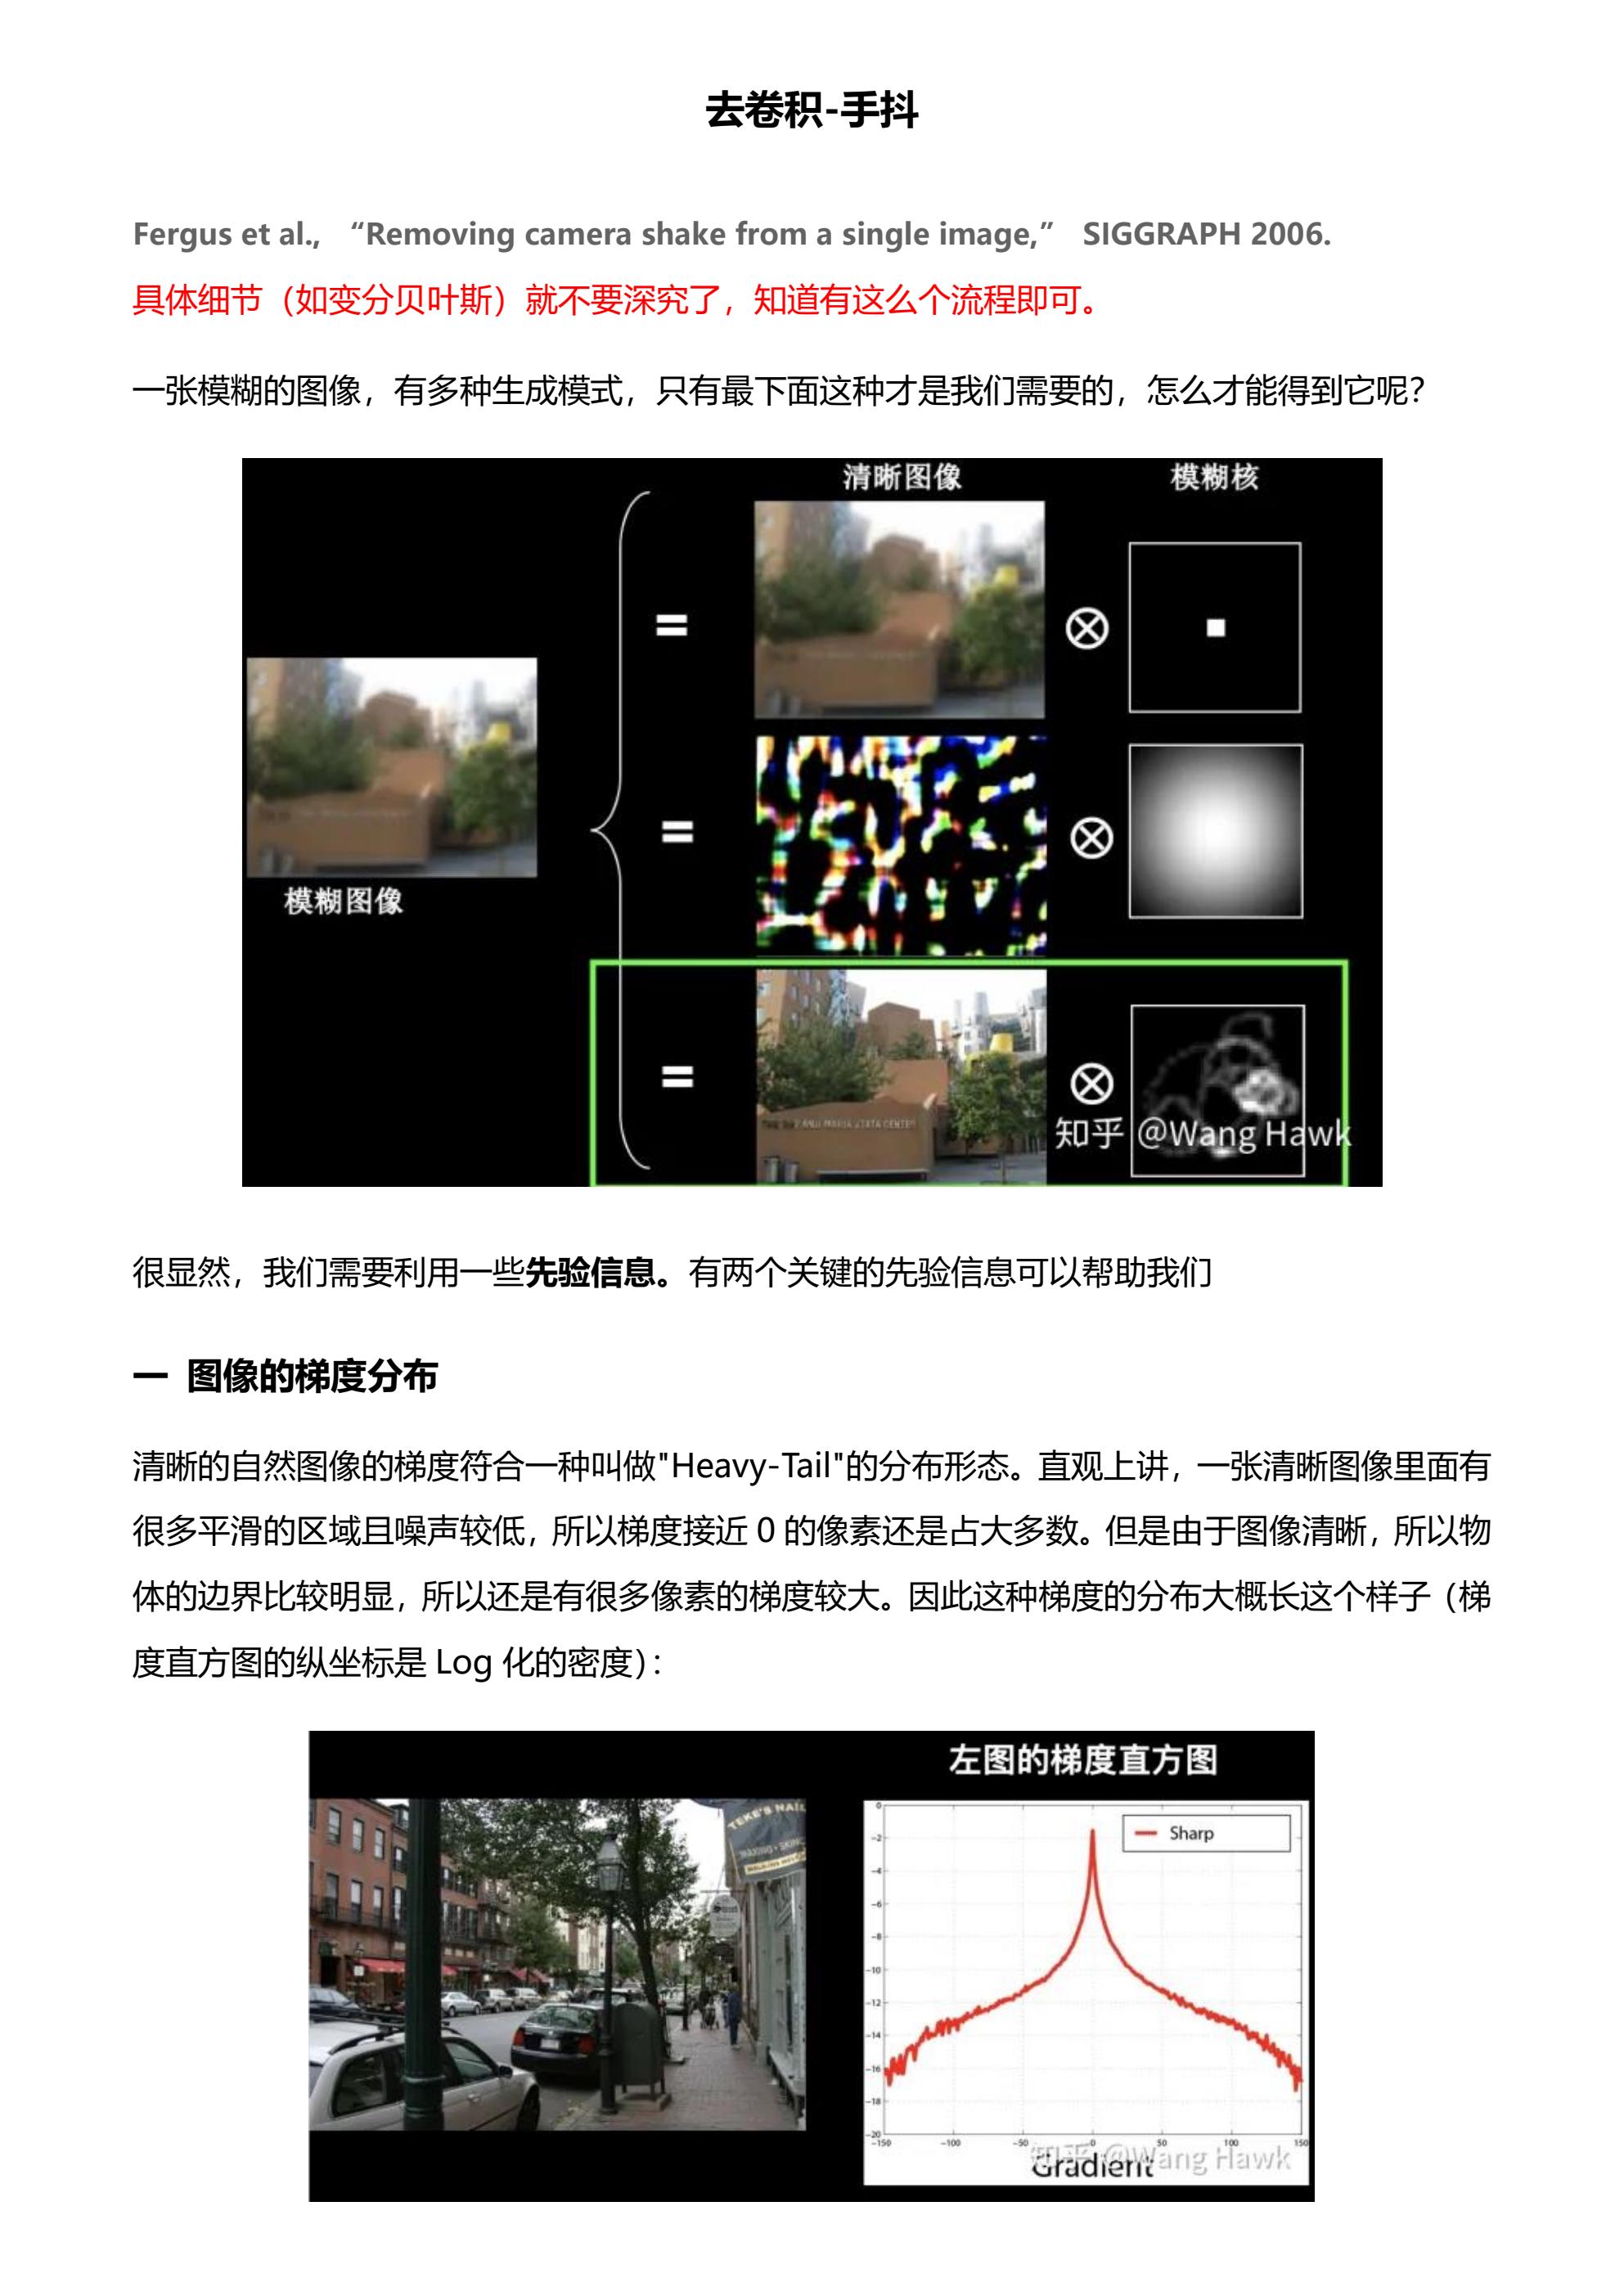 去卷积-手抖
Fergus et al., “Removing camera shake from a single image,” SIGGRAPH 2006.
具体细节（如变分贝叶斯）就不要深究了，知道有这么个流程即可。
一张模糊的图像，有多种生成模式，只有最下面这种才是我们需要的，怎么才能得到它呢？
清晰图像 模糊核
=
⊗
模糊图像
=
⊗
=
⊗
STATA CENTER
知乎 @Wang Hawk
很显然，我们需要利用一些先验信息。有两个关键的先验信息可以帮助我们
一 图像的梯度分布
清晰的自然图像的梯度符合一种叫做"Heavy-Tail"的分布形态。直观上讲，一张清晰图像里面有
很多平滑的区域且噪声较低，所以梯度接近 0 的像素还是占大多数。但是由于图像清晰，所以物
体的边界比较明显，所以还是有很多像素的梯度较大。因此这种梯度的分布大概长这个样子（梯
度直方图的纵坐标是 Log 化的密度）：
左图的梯度直方图
TEKE'S NAIL
Sharp
0
-2
-4
-6
-8
-10
-12
-14
-16
-18
-20
-150 -100 -50 0 50 100 150
Gradient
知乎 @Wang Hawk